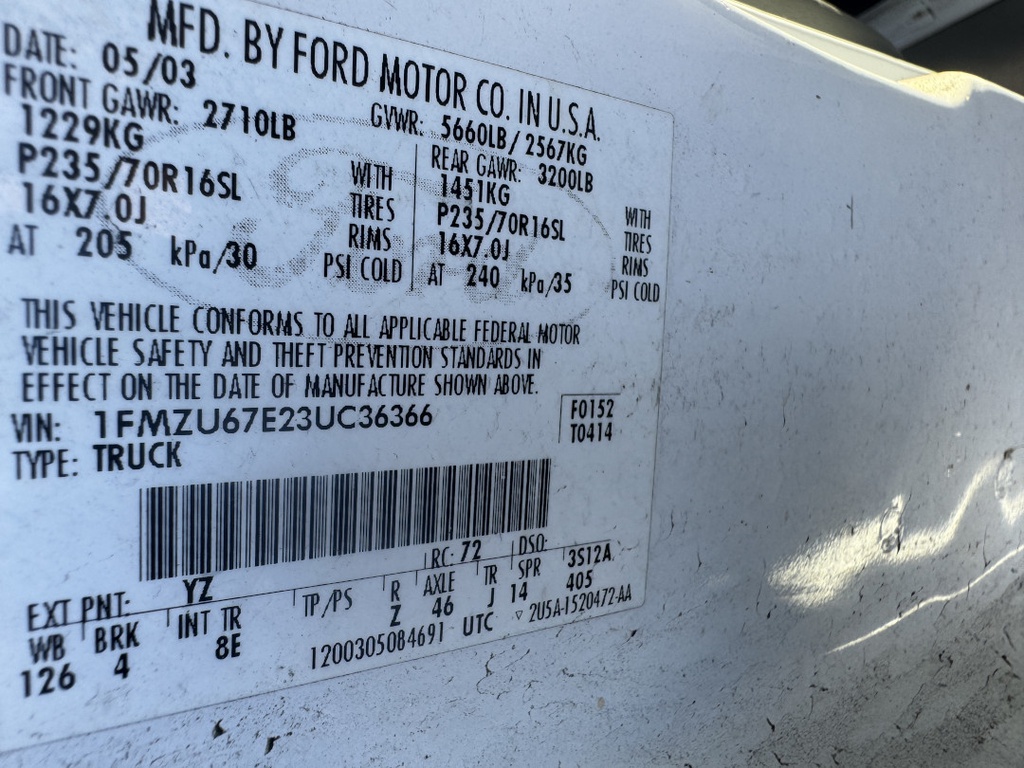 MFD. BY FORD MOTOR CO. IN U.S.A.
DATE: 05/03 GVWR: 5660LB/2567KG
FRONT GAWR: 2710LB REAR GAWR: 3200LB
1229KG WITH 1451KG WITH
P235/70R16SL TIRES P235/70R16SL TIRES
16X7.0J RIMS 16X7.0J RIMS
AT 205 kPa/30 PSI COLD AT 240 kPa/35 PSI COLD
THIS VEHICLE CONFORMS TO ALL APPLICABLE FEDERAL MOTOR
VEHICLE SAFETY AND THEFT PREVENTION STANDARDS IN
EFFECT ON THE DATE OF MANUFACTURE SHOWN ABOVE.
VIN: 1FMZU67E23UC36366 F0152
TYPE: TRUCK T0414
EXT PNT: YZ RC: 72 DSO: 3S12A
WB BRK INT TR TP/PS R AXLE TR SPR 405
126 4 8E Z 46 J 14
1200305084691 UTC ▽ 2U5A-1520472-AA